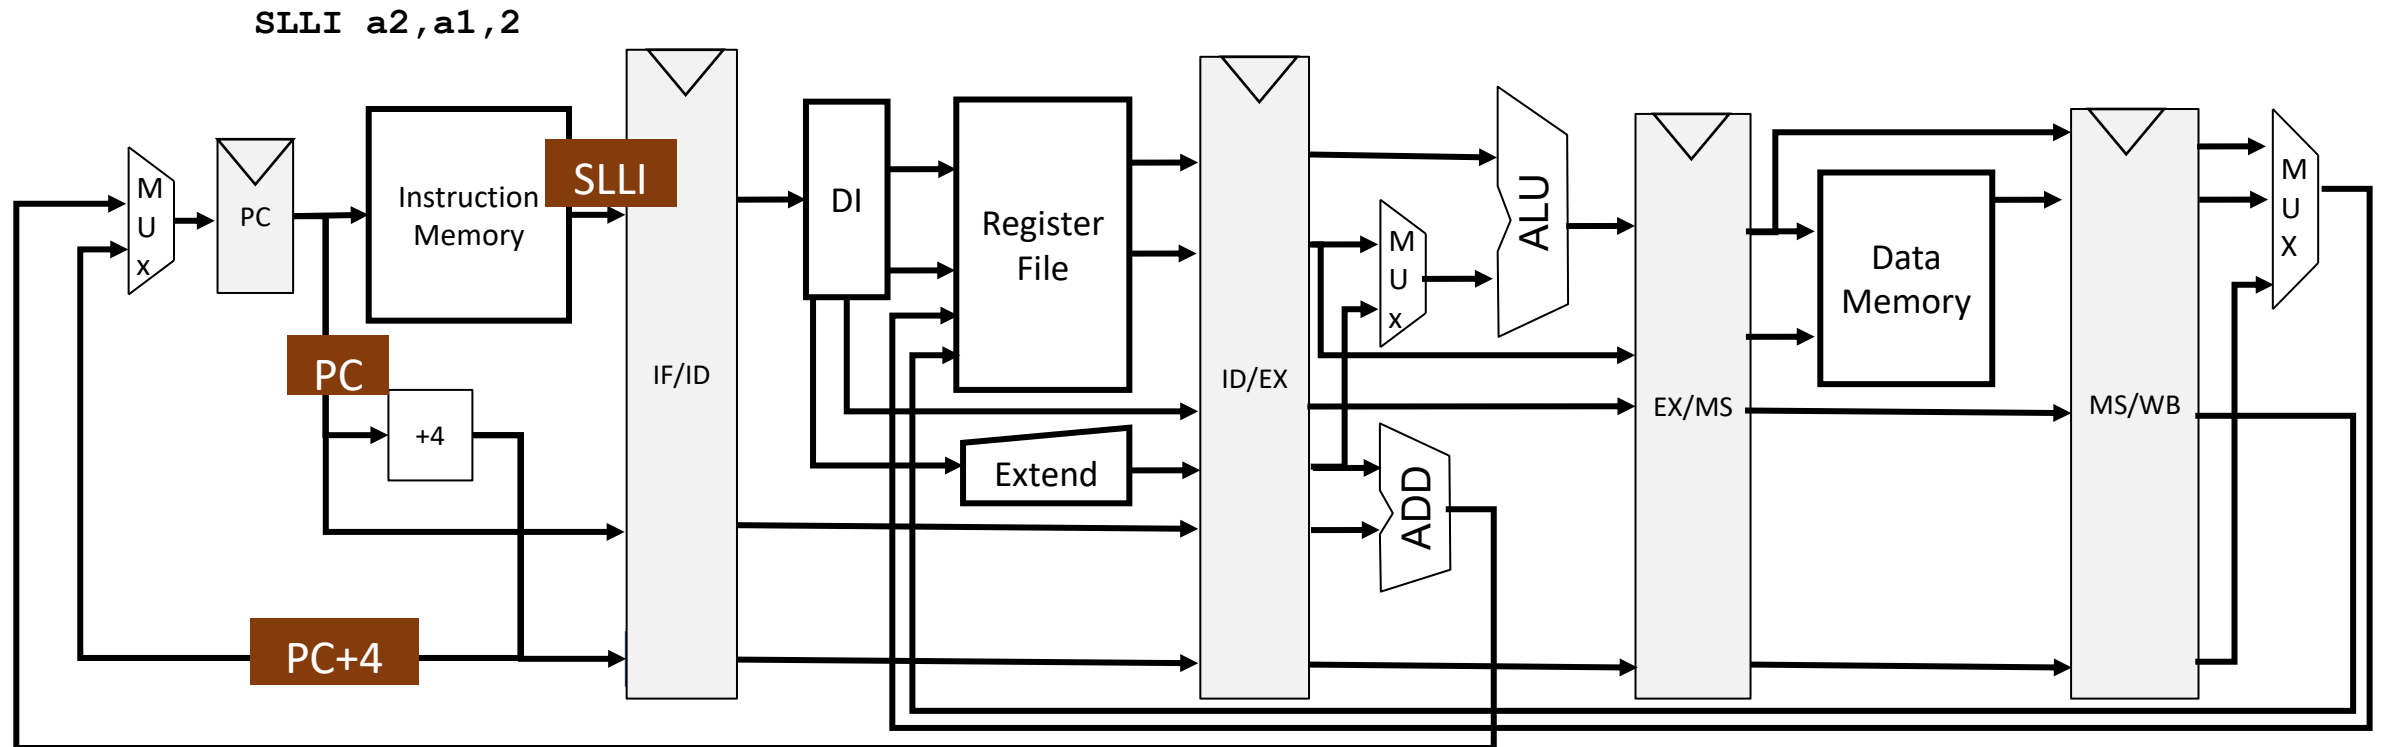 SLLI a2,a1,2
M
U
x
PC
Instruction
Memory
SLLI
PC
+4
PC+4
IF/ID
DI
Register
File
Extend
ID/EX
M
U
x
ALU
ADD
EX/MS
Data
Memory
MS/WB
M
U
X